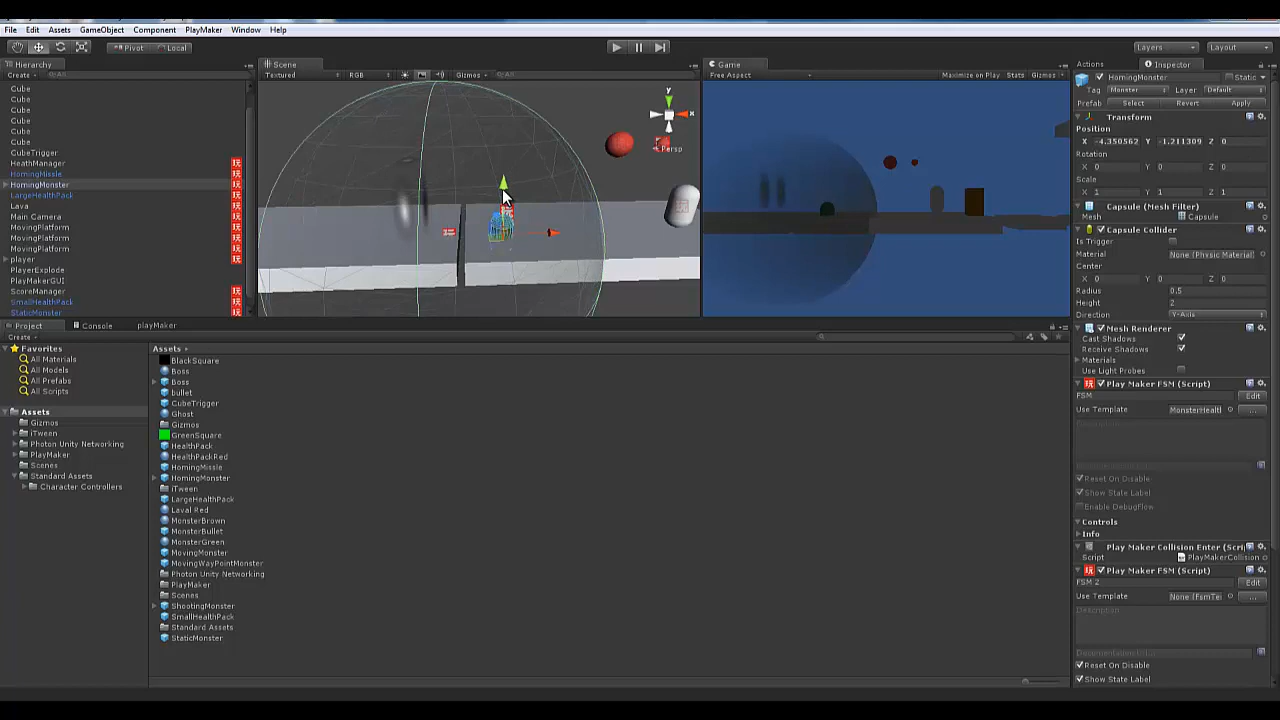 File Edit Assets GameObject Component PlayMaker Window Help
Pivot Local Layers Layout
Hierarchy
Create All
Cube
Cube
Cube
Cube
Cube
Cube
CubeTrigger
HeathManager
HomingMissle
HomingMonster
LargeHealthPack
Lava
Main Camera
MovingPlatform
MovingPlatform
MovingPlatform
player
PlayerExplode
PlayMakerGUI
ScoreManager
SmallHealthPack
StaticMonster
Scene
Textured RGB Gizmos All
y
x
Persp
Game
Free Aspect Maximize on Play Stats Gizmos
Actions Inspector
HomingMonster Static
Tag Monster Layer Default
Prefab Select Revert Apply
Transform
Position
X -4.350562 Y -1.211309 Z 0
Rotation
X 0 Y 0 Z 0
Scale
X 1 Y 1 Z 1
Capsule (Mesh Filter)
Mesh Capsule
Capsule Collider
Is Trigger
Material None (Physic Material
Center
X 0 Y 0 Z 0
Radius 0.5
Height 2
Direction Y-Axis
Mesh Renderer
Cast Shadows
Receive Shadows
Materials
Use Light Probes
Play Maker FSM (Script)
FSM Edit
Use Template MonsterHealtl ...
Reset On Disable
Show State Label
Enable DebugFlow
Controls
Info
Play Maker Collision Enter (Scri
Script PlayMakerCollision
Play Maker FSM (Script)
FSM 2 Edit
Use Template None (FsmTe ...
Description
Reset On Disable
Show State Label
Project Console playMaker
Create
Favorites
All Materials
All Models
All Prefabs
All Scripts
Assets
Gizmos
iTween
Photon Unity Networking
PlayMaker
Scenes
Standard Assets
Character Controllers
Assets
BlackSquare
Boss
Boss
bullet
CubeTrigger
Ghost
Gizmos
GreenSquare
HealthPack
HealthPackRed
HomingMissle
HomingMonster
iTween
LargeHealthPack
Laval Red
MonsterBrown
MonsterBullet
MonsterGreen
MovingMonster
MovingWayPointMonster
Photon Unity Networking
PlayMaker
Scenes
ShootingMonster
SmallHealthPack
Standard Assets
StaticMonster